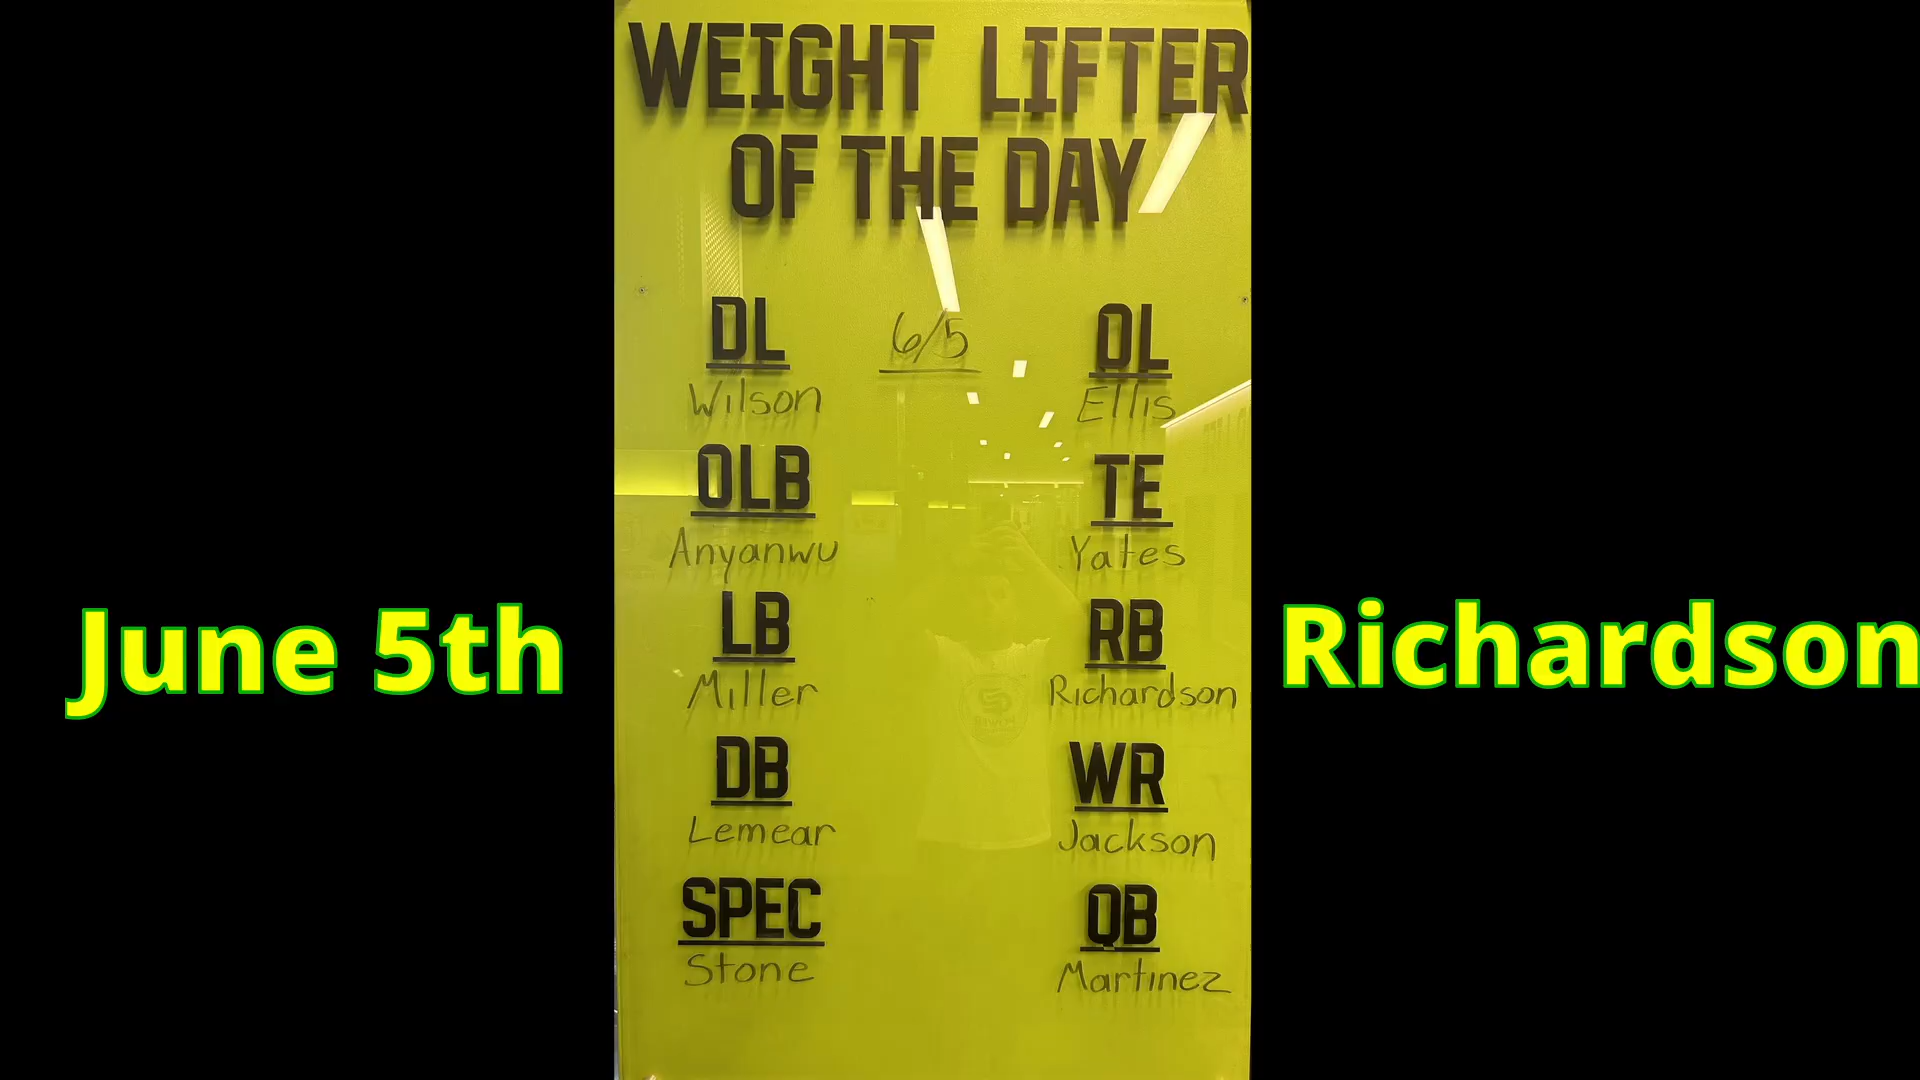 WEIGHT LIFTER
OF THE DAY
6/5
DL
Wilson
OLB
Anyanwu
LB
Miller
DB
Lemear
SPEC
Stone
OL
Ellis
TE
Yates
RB
Richardson
WR
Jackson
QB
Martinez
June 5th
Richardson